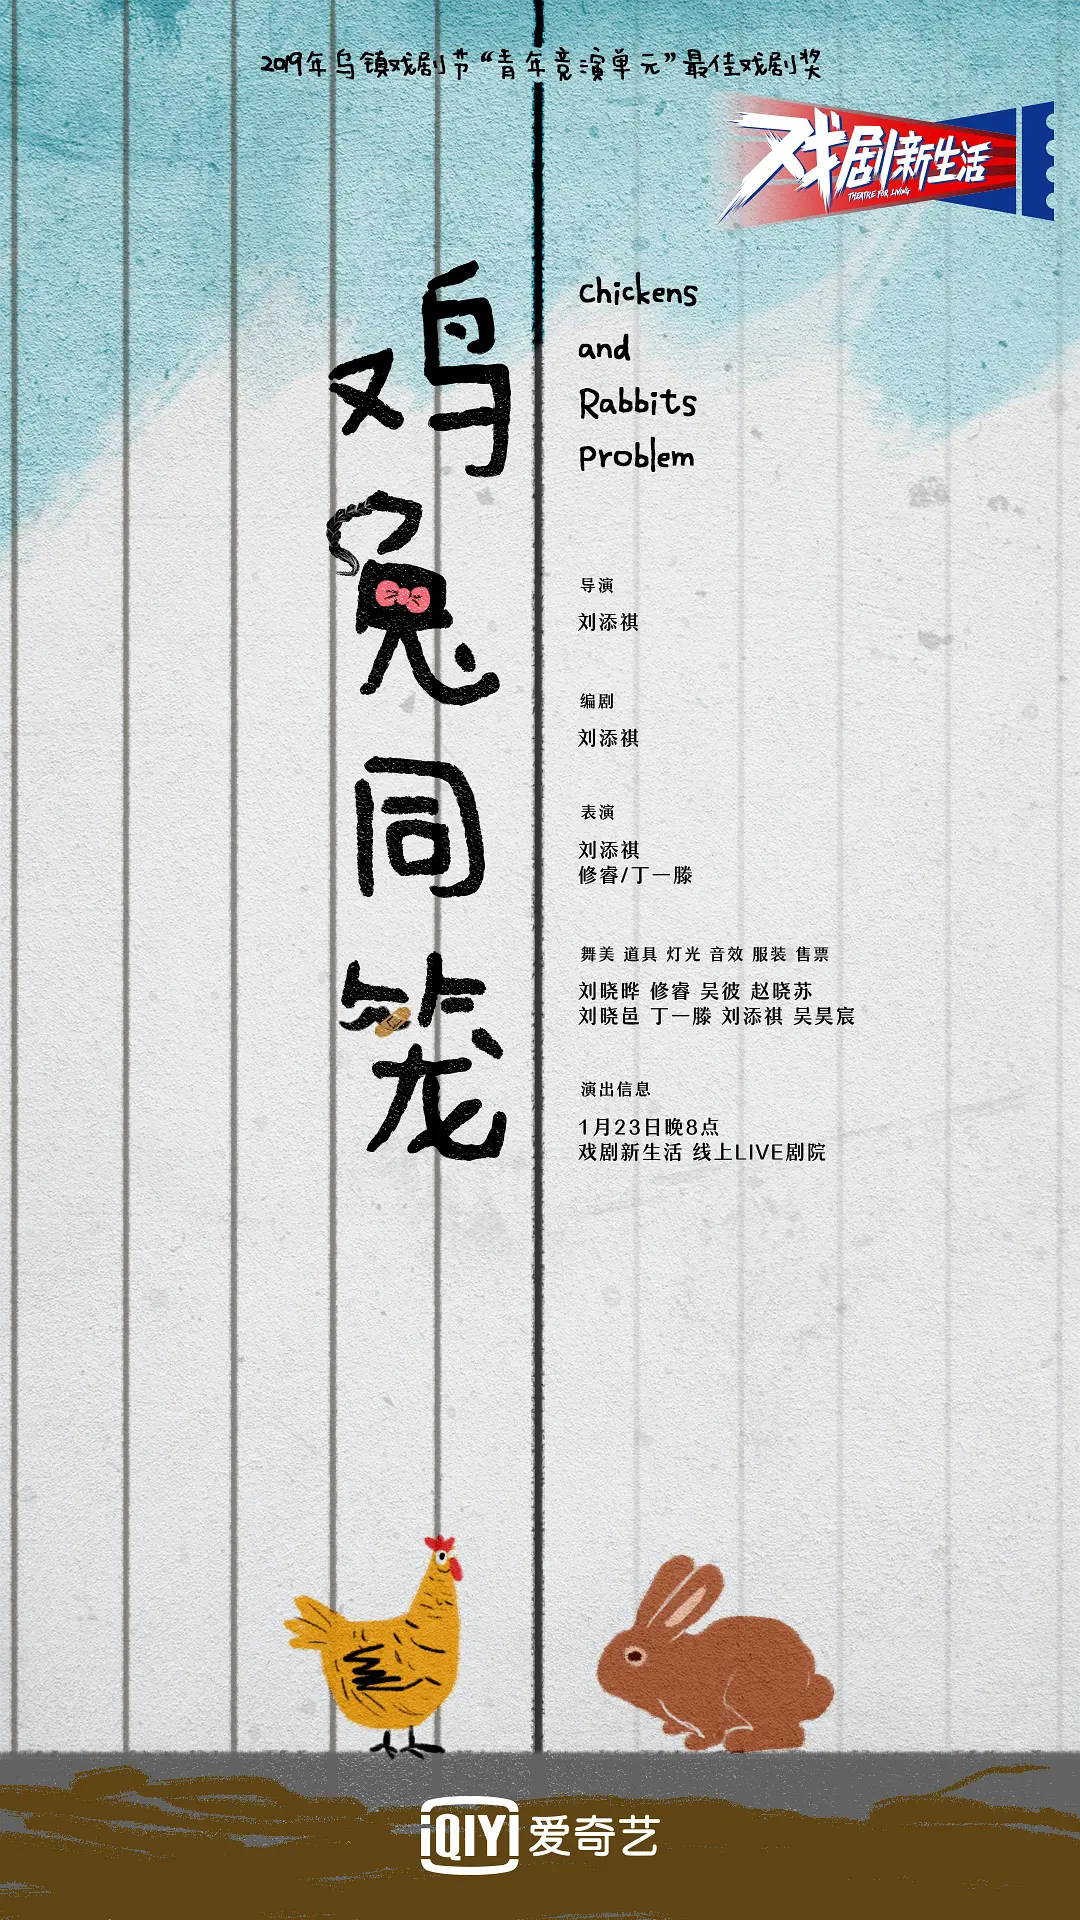 2019年乌镇戏剧节“青年竞演单元”最佳戏剧奖
戏剧新生活
THEATRE FOR LIVING
鸡兔同笼
Chickens
and
Rabbits
Problem
导演
刘添祺
编剧
刘添祺
表演
刘添祺
修睿/丁一滕
舞美 道具 灯光 音效 服装 售票
刘晓晔 修睿 吴彼 赵晓苏
刘晓邑 丁一滕 刘添祺 吴昊宸
演出信息
1月23日晚8点
戏剧新生活 线上LIVE剧院
iQIYI 爱奇艺